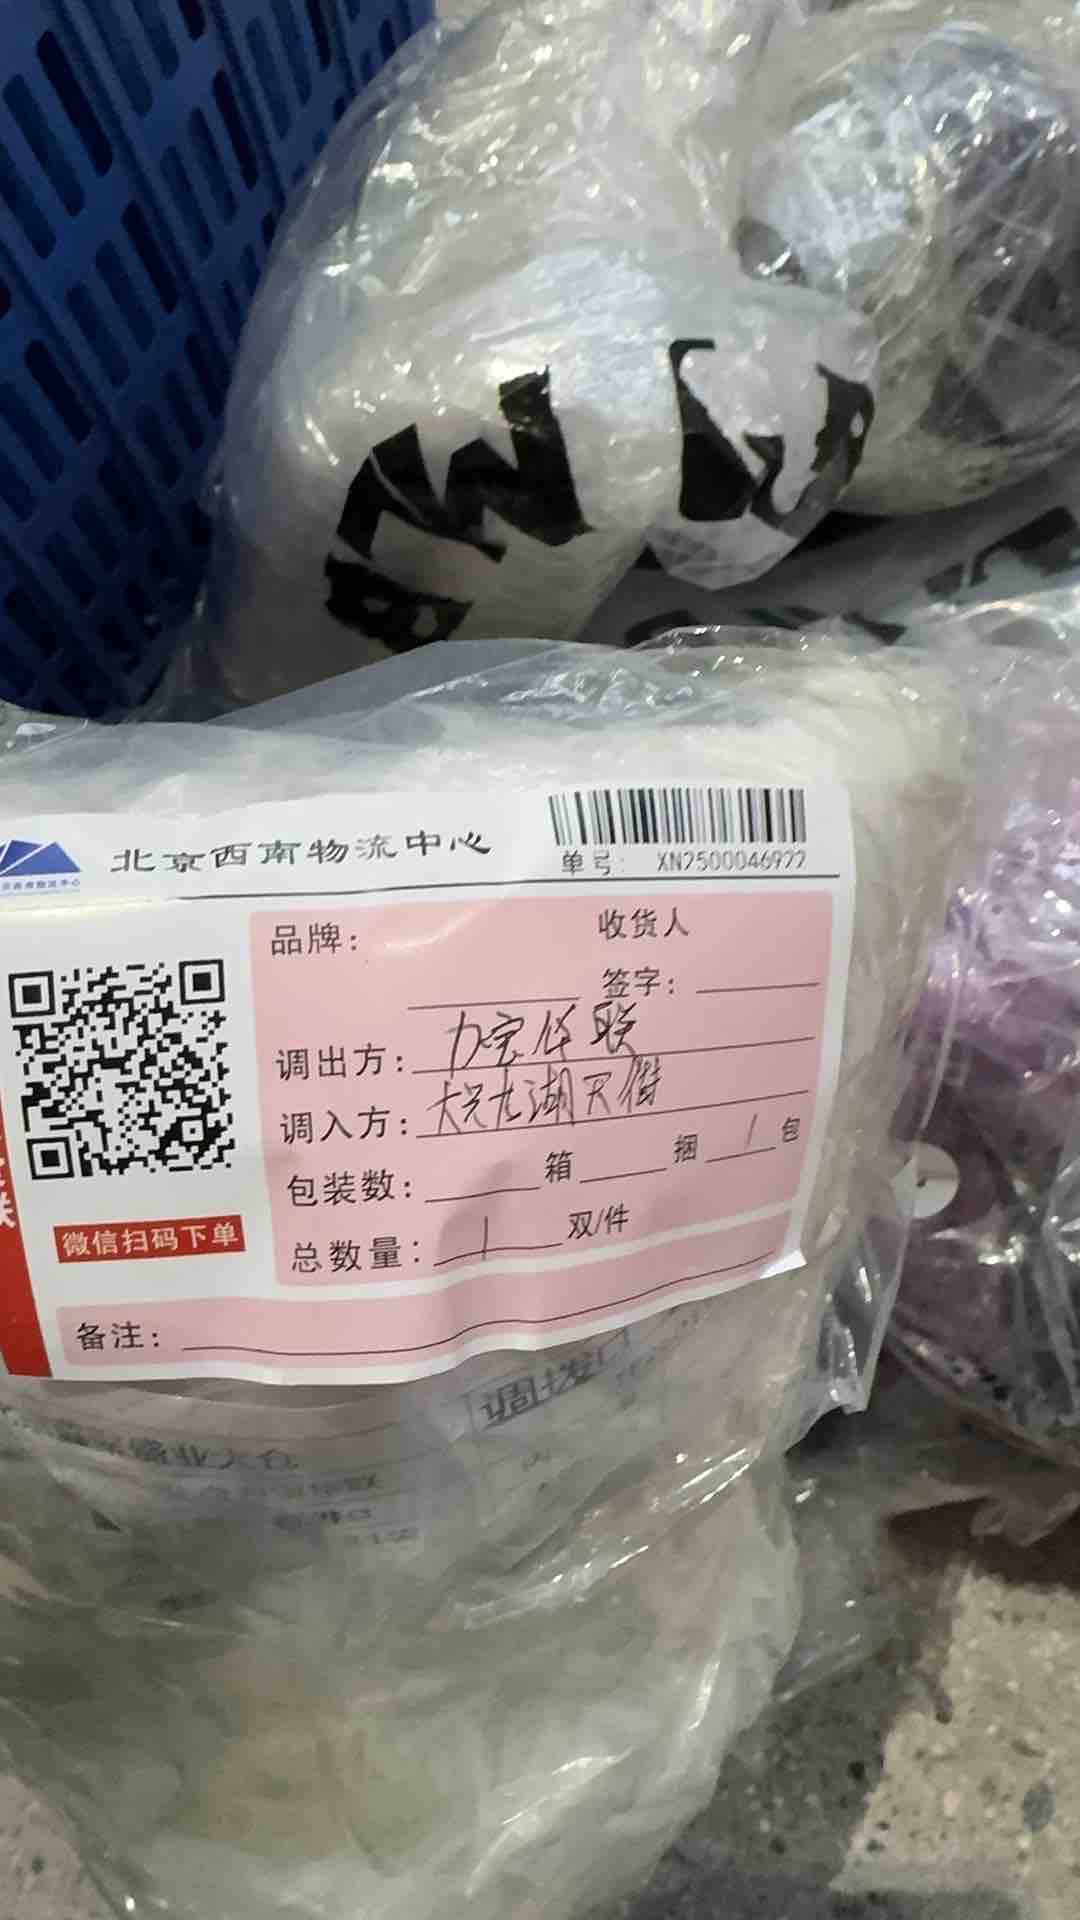 北京西南物流中心
单号: XN2500046922
品牌:
收货人
签字:
调出方: 力宝华联
调入方: 大兴龙湖天街
包装数: 箱 捆 1 包
总数量: 1 双/件
微信扫码下单
备注:
调拨